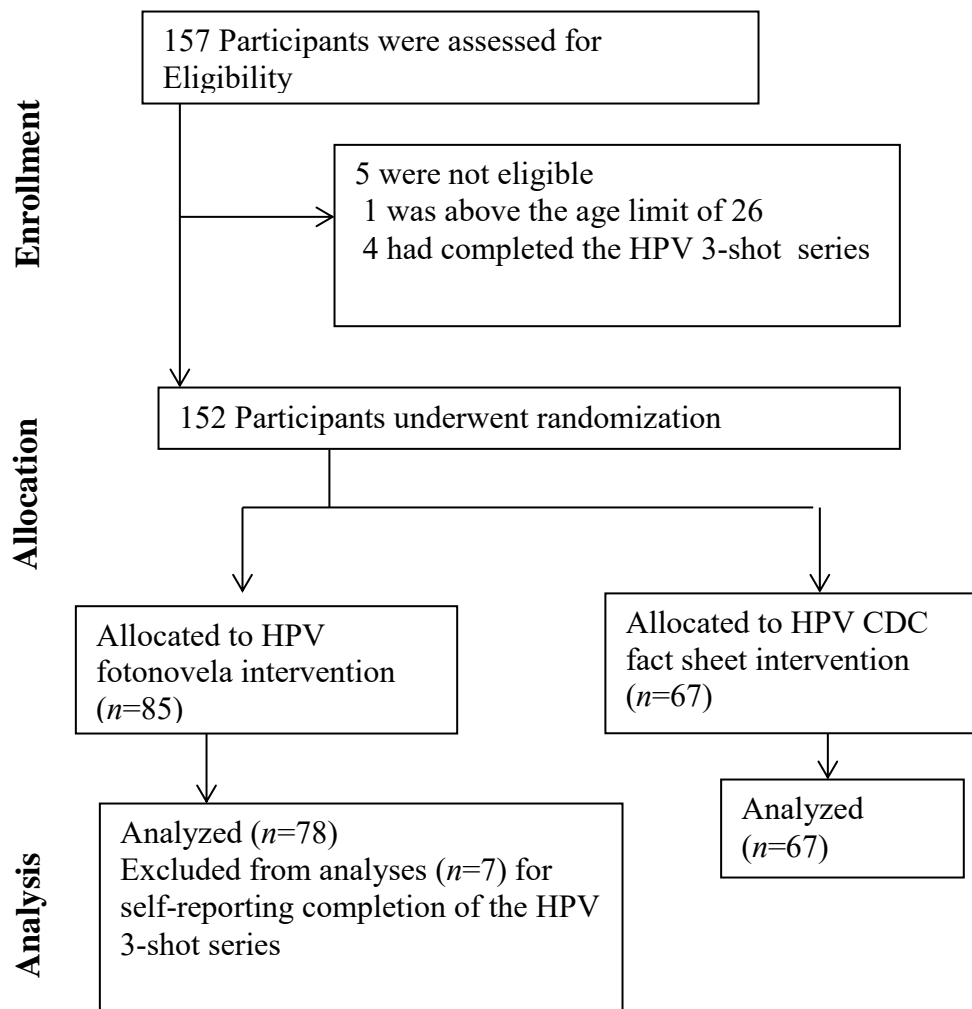 157 Participants were assessed for
Eligibility
Enrollment
5 were not eligible
1 was above the age limit of 26
4 had completed the HPV 3-shot series
152 Participants underwent randomization
Allocation
Allocated to HPV
fotonovela intervention
(n=85)
Allocated to HPV CDC
fact sheet intervention
(n=67)
Analysis
Analyzed (n=78)
Excluded from analyses (n=7) for
self-reporting completion of the HPV
3-shot series
Analyzed
(n=67)